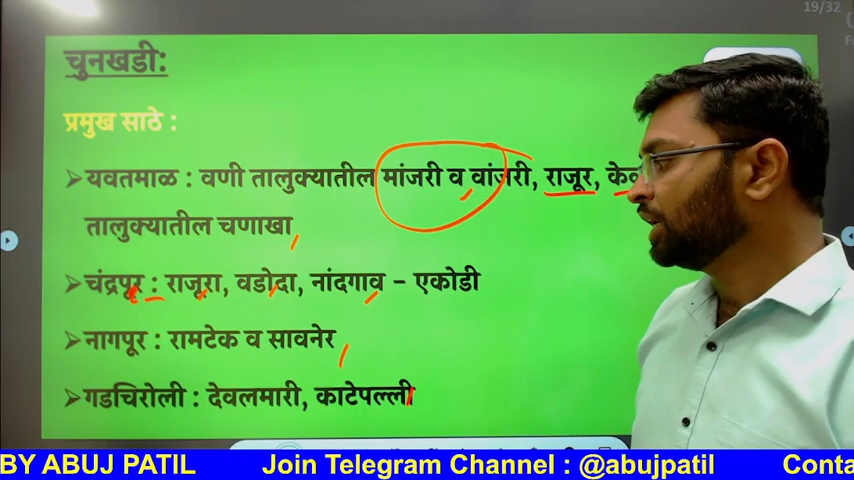 19/32
चुनखडी:
प्रमुख साठे :
➤यवतमाळ : वणी तालुक्यातील मांजरी व वांजरी, राजूर,
तालुक्यातील चणाखा
➤चंद्रपूर : राजूरा, वडोदा, नांदगाव – एकोडी
➤नागपूर : रामटेक व सावनेर
➤गडचिरोली : देवलमारी, काटेपल्ली
BY ABUJ PATIL Join Telegram Channel : @abujpatil Conta